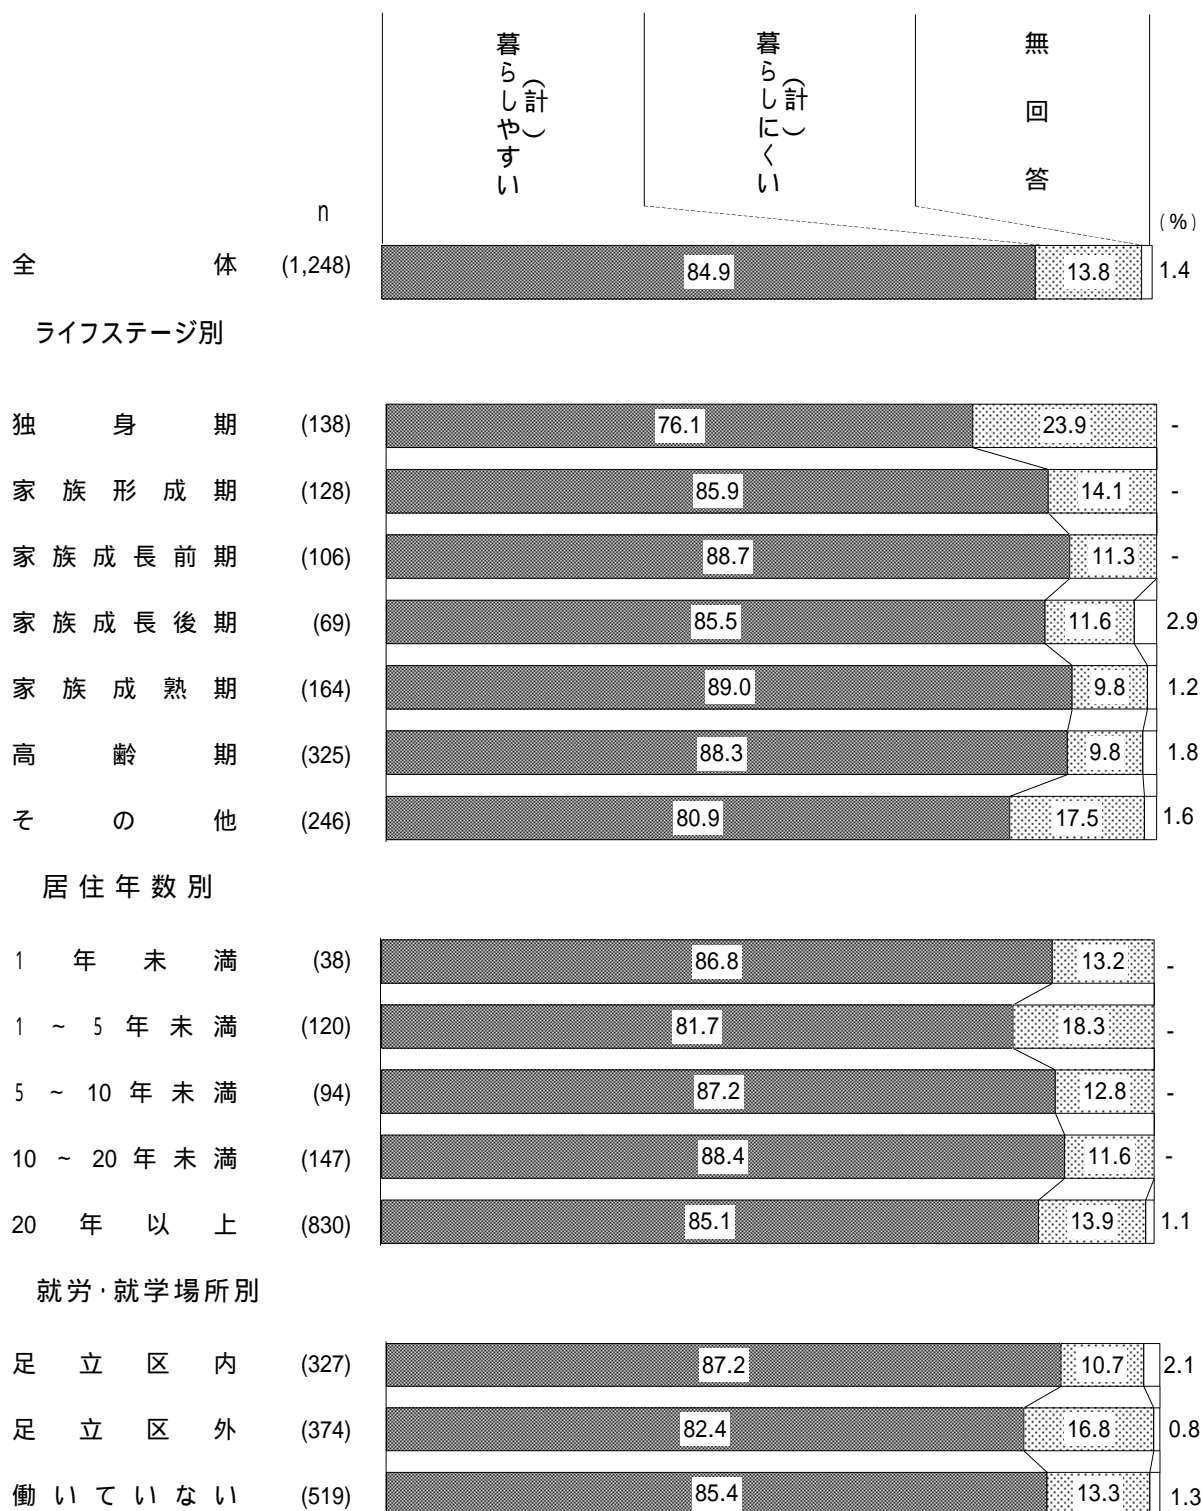 暮らしやすい（計）
暮らしにくい（計）
無回答
n
(%)
全体 (1,248) 84.9 13.8 1.4
ライフステージ別
独身期 (138) 76.1 23.9 -
家族形成期 (128) 85.9 14.1 -
家族成長前期 (106) 88.7 11.3 -
家族成長後期 (69) 85.5 11.6 2.9
家族成熟期 (164) 89.0 9.8 1.2
高齢期 (325) 88.3 9.8 1.8
その他 (246) 80.9 17.5 1.6
居住年数別
1年未満 (38) 86.8 13.2 -
1~5年未満 (120) 81.7 18.3 -
5~10年未満 (94) 87.2 12.8 -
10~20年未満 (147) 88.4 11.6 -
20年以上 (830) 85.1 13.9 1.1
就労・就学場所別
足立区内 (327) 87.2 10.7 2.1
足立区外 (374) 82.4 16.8 0.8
働いていない (519) 85.4 13.3 1.3